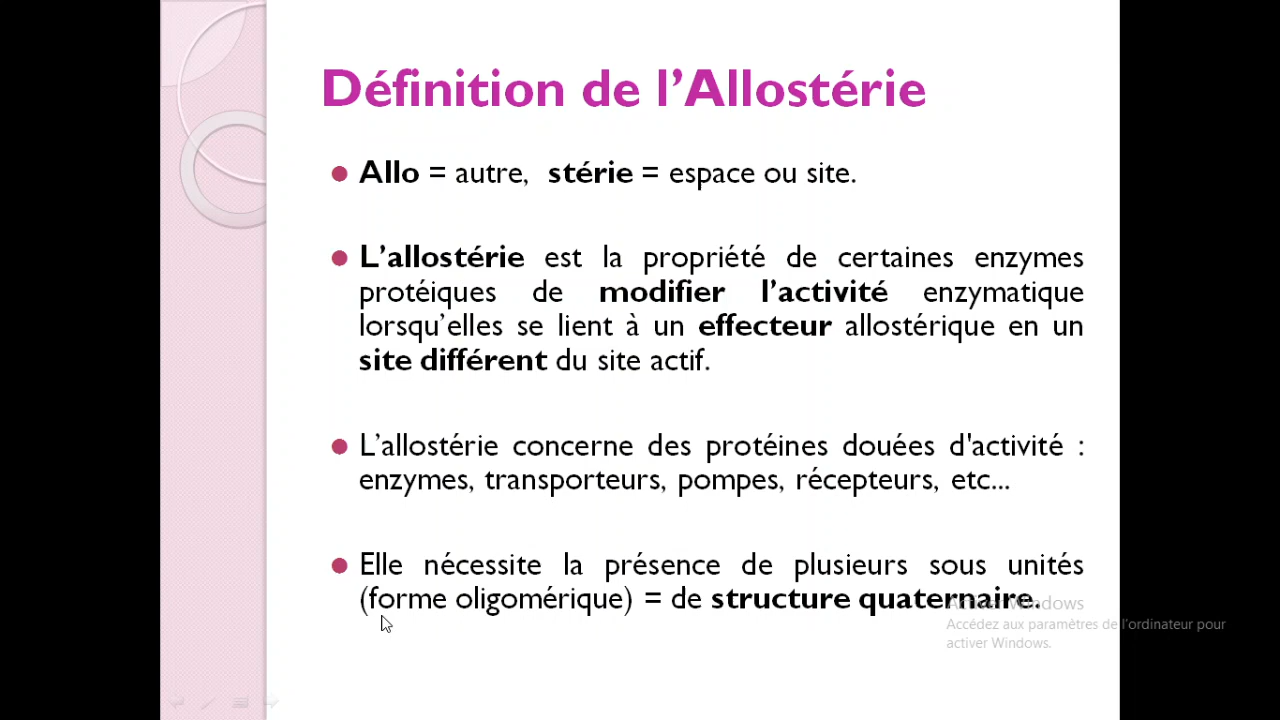 Définition de l'Allostérie
Allo = autre, stérie = espace ou site.
L'allostérie est la propriété de certaines enzymes
protéiques de modifier l'activité enzymatique
lorsqu'elles se lient à un effecteur allostérique en un
site différent du site actif.
L'allostérie concerne des protéines douées d'activité :
enzymes, transporteurs, pompes, récepteurs, etc...
Elle nécessite la présence de plusieurs sous unités
(forme oligomérique) = de structure quaternaire.
Activer Windows
Accédez aux paramètres de l'ordinateur pour
activer Windows.